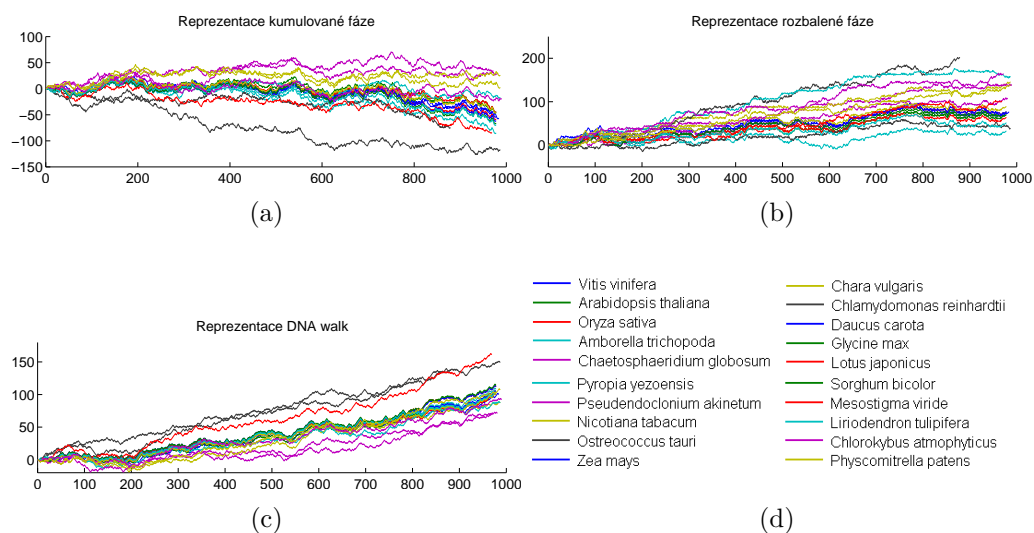 Reprezentace kumulované fáze
100
50
0
−50
−100
−150
0 200 400 600 800 1000
(a)
Reprezentace rozbalené fáze
200
100
0
0 100 200 300 400 500 600 700 800 900 1000
(b)
Reprezentace DNA walk
150
100
50
0
0 100 200 300 400 500 600 700 800 900 1000
(c)
Vitis vinifera
Arabidopsis thaliana
Oryza sativa
Amborella trichopoda
Chaetosphaeridium globosum
Pyropia yezoensis
Pseudendoclonium akinetum
Nicotiana tabacum
Ostreococcus tauri
Zea mays
Chara vulgaris
Chlamydomonas reinhardtii
Daucus carota
Glycine max
Lotus japonicus
Sorghum bicolor
Mesostigma viride
Liriodendron tulipifera
Chlorokybus atmophyticus
Physcomitrella patens
(d)